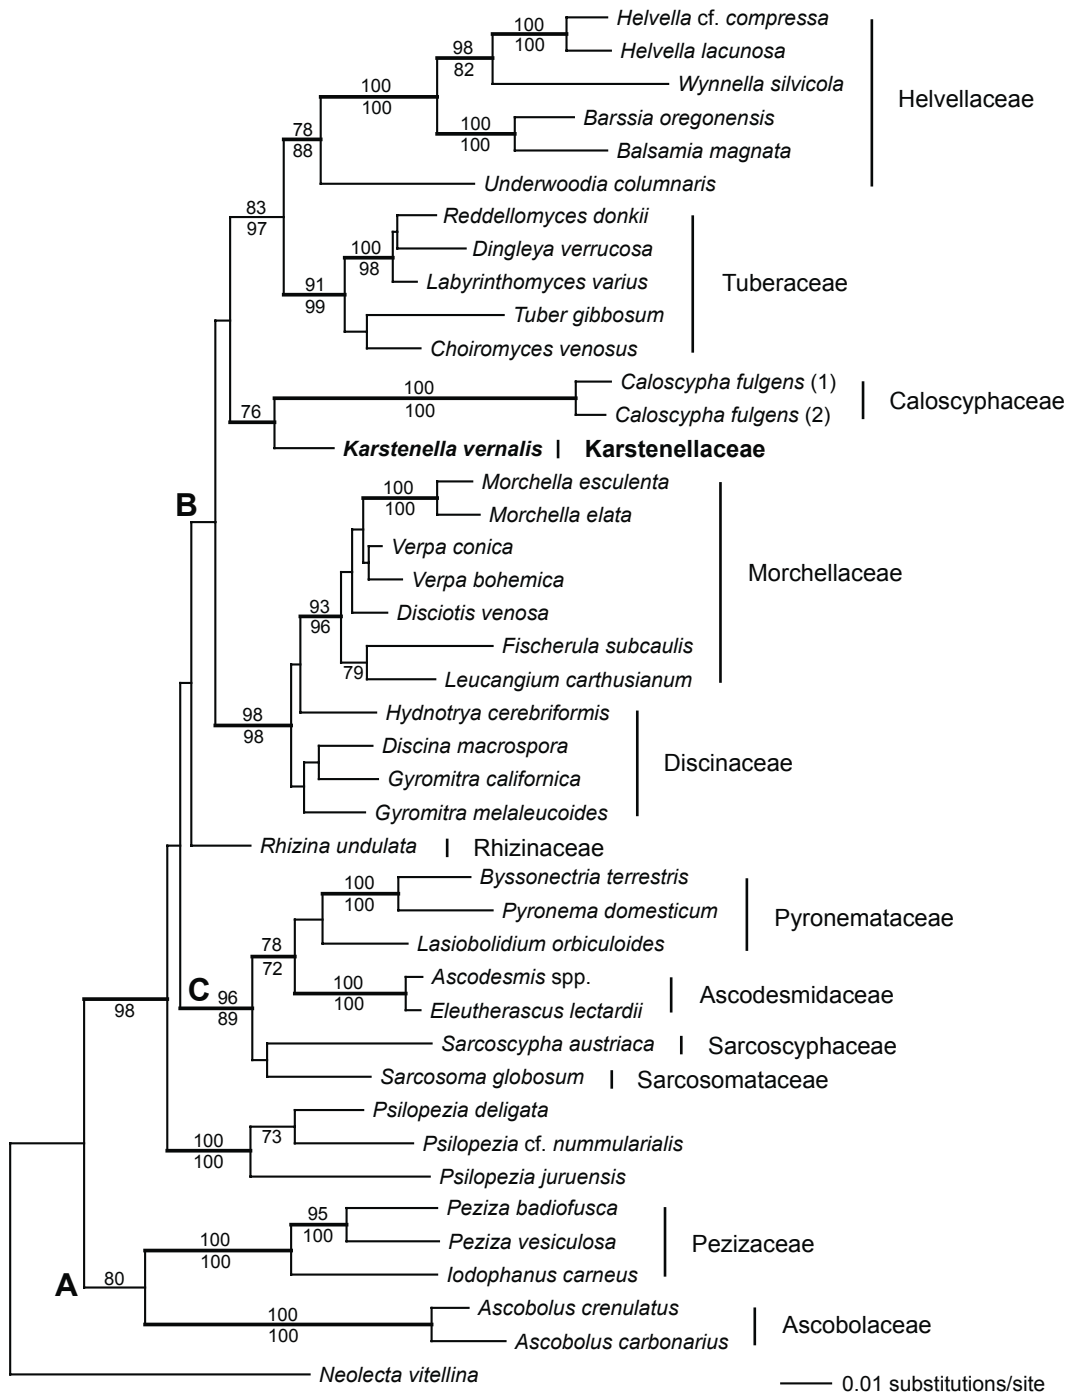 Helvella cf. compressa
100
100
Helvella lacunosa
98
82
Wynnella silvicola
Helvellaceae
100
100
Barssia oregonensis
100
100
Balsamia magnata
78
88
Underwoodia columnaris
83
97
Reddellomyces donkii
Dingleya verrucosa
100
98
Labyrinthomyces varius
Tuberaceae
91
99
Tuber gibbosum
Choiromyces venosus
Caloscypha fulgens (1)
100
100
Caloscyphaceae
Caloscypha fulgens (2)
76
Karstenella vernalis
Karstenellaceae
Morchella esculenta
100
100
Morchella elata
B
Verpa conica
Verpa bohemica
Morchellaceae
93
96
Disciotis venosa
Fischerula subcaulis
79
Leucangium carthusianum
98
98
Hydnotrya cerebriformis
Discina macrospora
Discinaceae
Gyromitra californica
Gyromitra melaleucoides
Rhizina undulata
Rhizinaceae
Byssonectria terrestris
100
100
Pyronema domesticum
Pyronemataceae
Lasiobolidium orbiculoides
78
72
Ascodesmis spp.
100
100
Ascodesmidaceae
Eleutherascus lectardii
98
C
96
89
Sarcoscypha austriaca
Sarcoscyphaceae
Sarcosoma globosum
Sarcosomataceae
Psilopezia deligata
73
Psilopezia cf. nummularialis
100
100
Psilopezia juruensis
Peziza badiofusca
95
100
Peziza vesiculosa
Pezizaceae
100
100
Iodophanus carneus
A
80
Ascobolus crenulatus
100
100
Ascobolaceae
Ascobolus carbonarius
Neolecta vitellina
0.01 substitutions/site